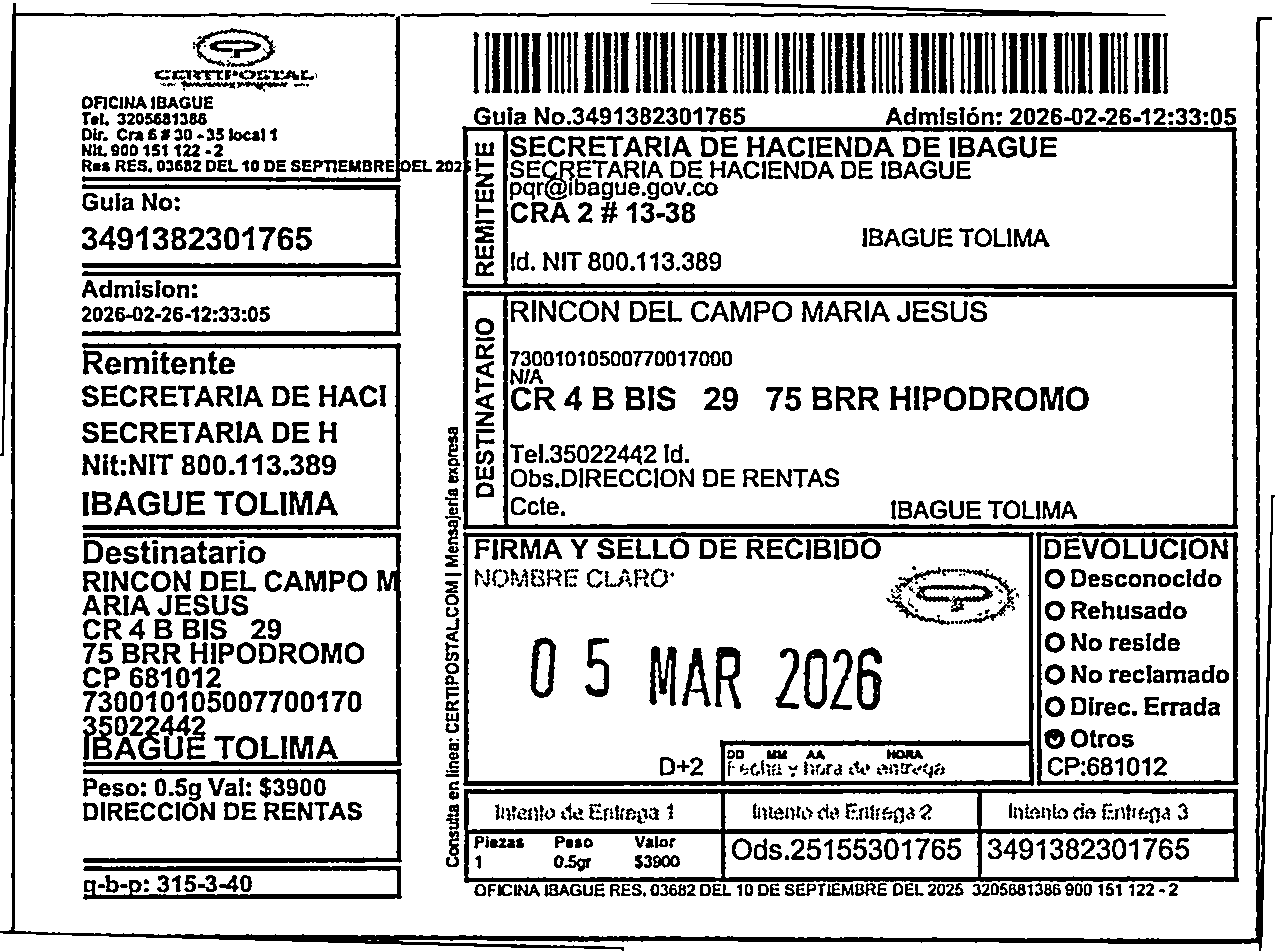 CERTIPOSTAL
OFICINA IBAGUE
Tel. 3205681386
Dir. Cra 6 # 30 - 35 local 1
Nit. 900 151 122 - 2
Res RES. 03682 DEL 10 DE SEPTIEMBRE DEL 2025
Guia No:
3491382301765
Admision:
2026-02-26-12:33:05
Remitente
SECRETARIA DE HACI
SECRETARIA DE H
Nit:NIT 800.113.389
IBAGUE TOLIMA
Destinatario
RINCON DEL CAMPO M
ARIA JESUS
CR 4 B BIS 29
75 BRR HIPODROMO
CP 681012
730010105007700170
35022442
IBAGUE TOLIMA
Peso: 0.5g Val: $3900
DIRECCION DE RENTAS
g-b-p: 315-3-40
Consulta en linea: CERTIPOSTAL.COM | Mensajeria expresa
Guia No.3491382301765 Admisión: 2026-02-26-12:33:05
REMITENTE
SECRETARIA DE HACIENDA DE IBAGUE
SECRETARIA DE HACIENDA DE IBAGUE
pqr@ibague.gov.co
CRA 2 # 13-38
IBAGUE TOLIMA
Id. NIT 800.113.389
DESTINATARIO
RINCON DEL CAMPO MARIA JESUS
73001010500770017000
N/A
CR 4 B BIS 29 75 BRR HIPODROMO
Tel.35022442 Id.
Obs.DIRECCION DE RENTAS
Ccte. IBAGUE TOLIMA
FIRMA Y SELLO DE RECIBIDO
NOMBRE CLARO
05 MAR 2026
D+2
DD MM AA HORA
Fecha y hora de entrega
DEVOLUCION
Desconocido
Rehusado
No reside
No reclamado
Direc. Errada
Otros
CP:681012
Intento de Entrega 1 Intento de Entrega 2 Intento de Entrega 3
Piezas Peso Valor
1 0.5gr $3900
Ods.25155301765 3491382301765
OFICINA IBAGUE RES. 03682 DEL 10 DE SEPTIEMBRE DEL 2025 3205681386 900 151 122 - 2